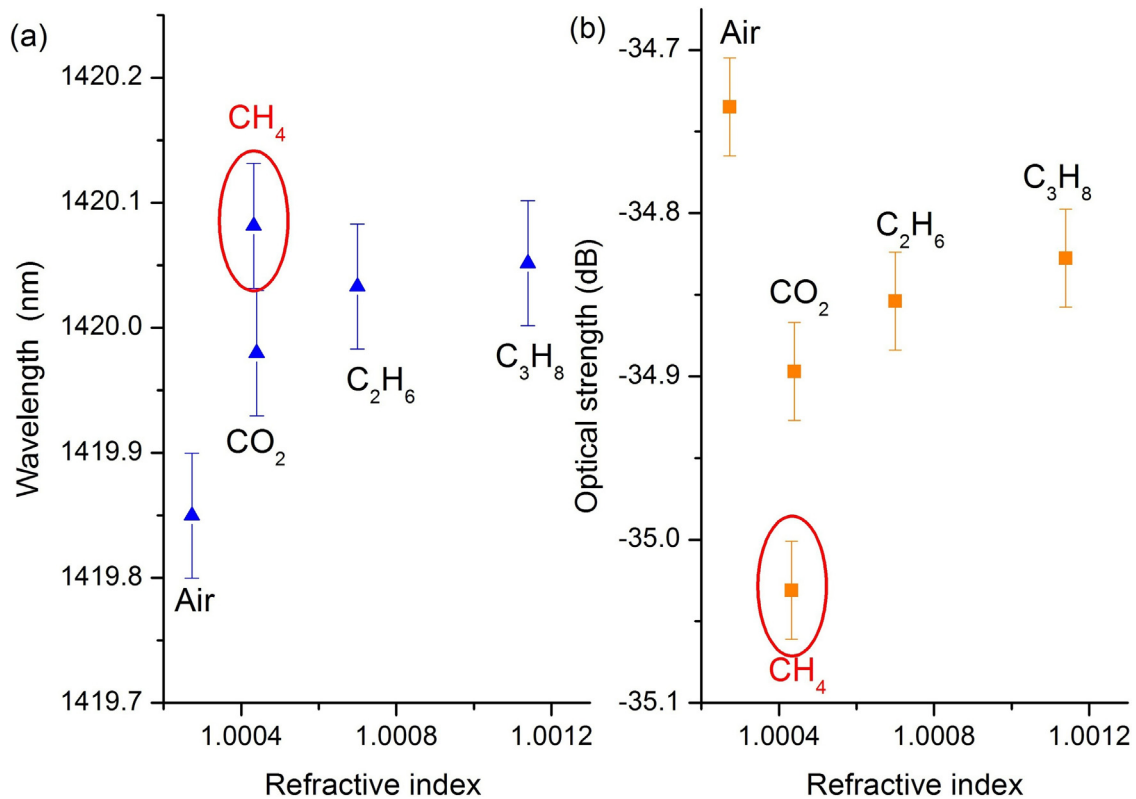 (a)
Wavelength (nm)
1420.2
1420.1
1420.0
1419.9
1419.8
1419.7
CH₄
CO₂
C₂H₆
C₃H₈
Air
1.0004
1.0008
1.0012
Refractive index
(b)
Optical strength (dB)
-34.7
-34.8
-34.9
-35.0
-35.1
Air
C₃H₈
C₂H₆
CO₂
CH₄
1.0004
1.0008
1.0012
Refractive index